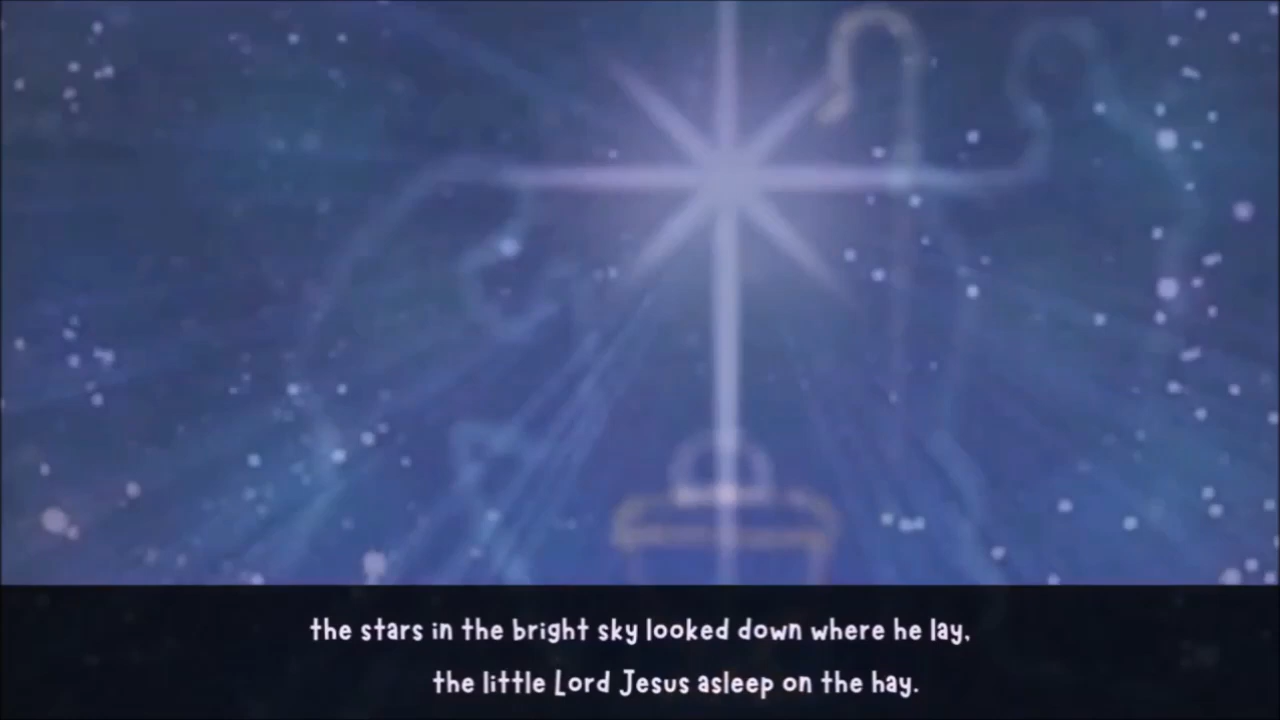 the stars in the bright sky looked down where he lay,
the little Lord Jesus asleep on the hay.